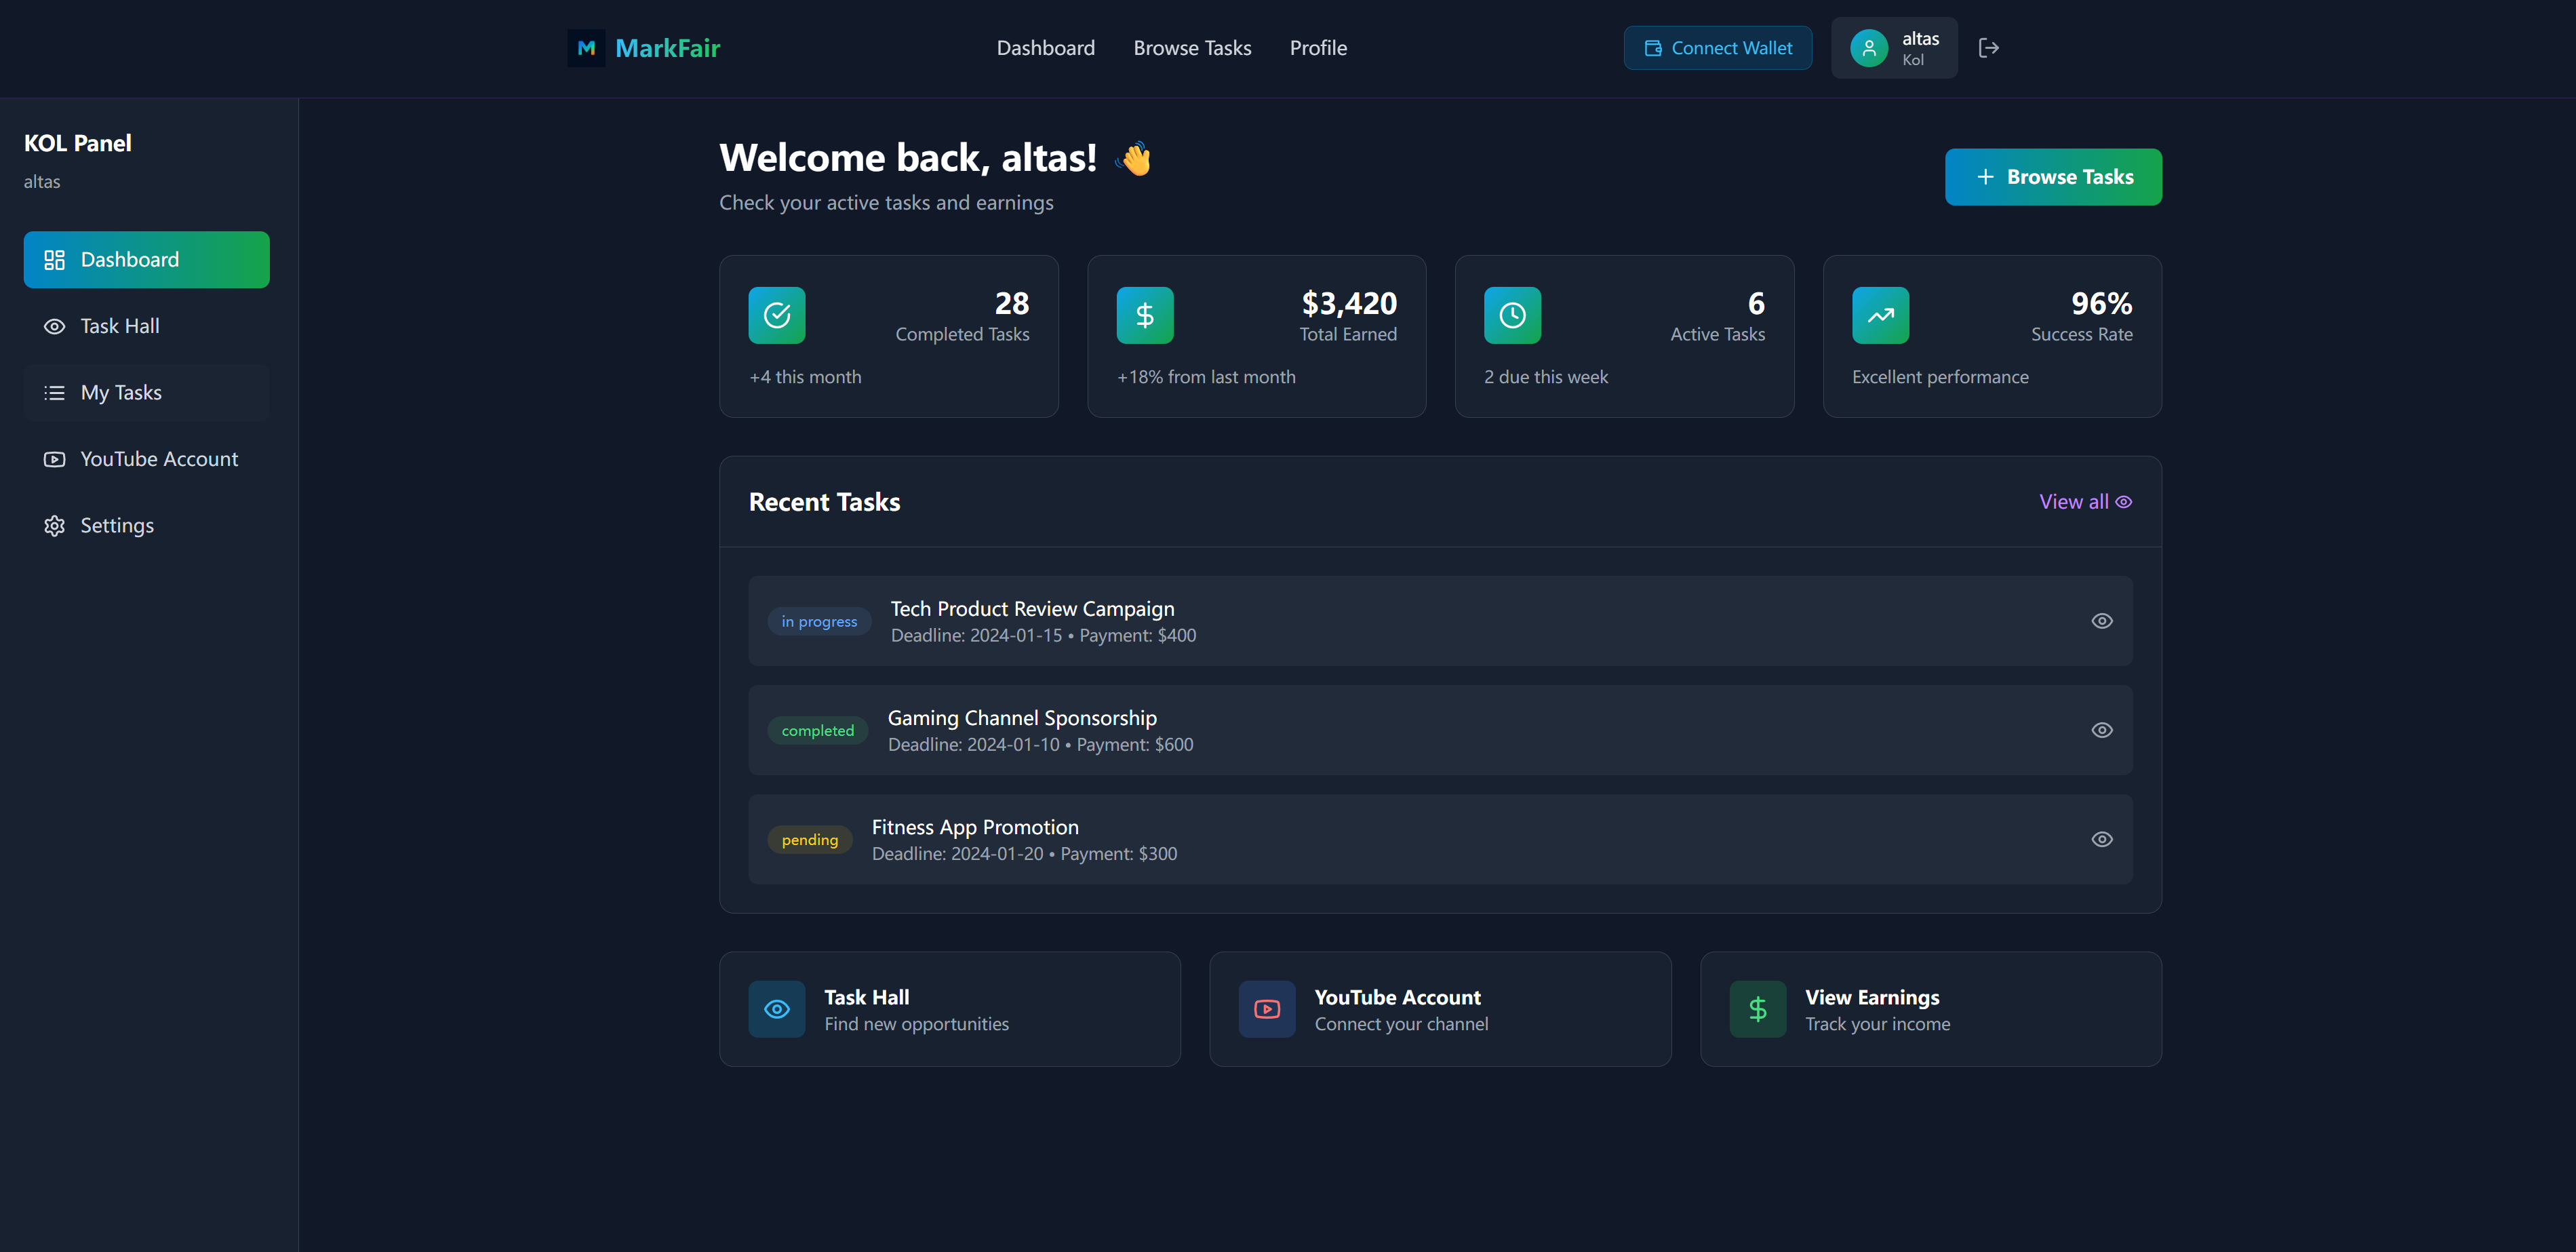 MarkFair
Dashboard
Browse Tasks
Profile
Connect Wallet
altas
Kol
KOL Panel
altas
Dashboard
Task Hall
My Tasks
YouTube Account
Settings
Welcome back, altas! 👋
Check your active tasks and earnings
Browse Tasks
28
Completed Tasks
+4 this month
$3,420
Total Earned
+18% from last month
6
Active Tasks
2 due this week
96%
Success Rate
Excellent performance
Recent Tasks
View all
in progress
Tech Product Review Campaign
Deadline: 2024-01-15 • Payment: $400
completed
Gaming Channel Sponsorship
Deadline: 2024-01-10 • Payment: $600
pending
Fitness App Promotion
Deadline: 2024-01-20 • Payment: $300
Task Hall
Find new opportunities
YouTube Account
Connect your channel
View Earnings
Track your income